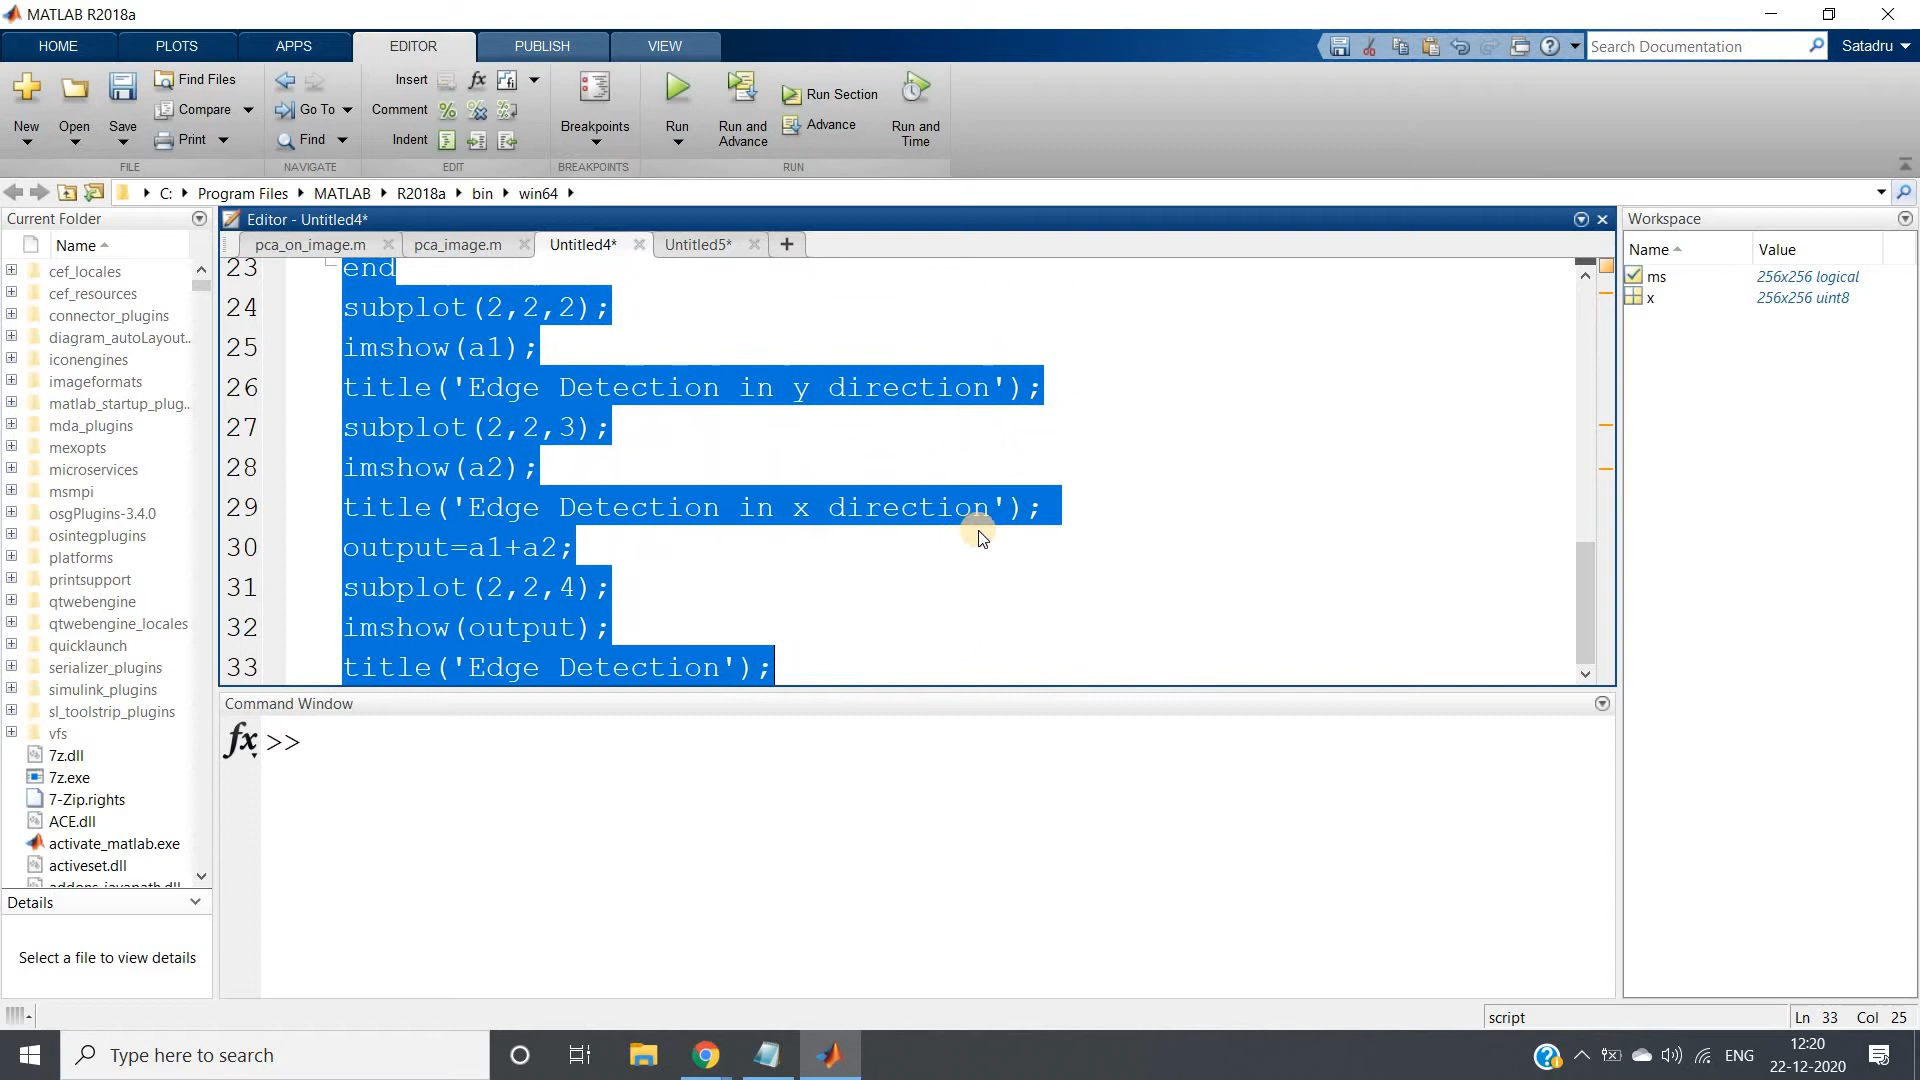 MATLAB R2018a
HOME PLOTS APPS EDITOR PUBLISH VIEW Search Documentation Satadru
New Open Save Find Files Compare Print
Go To Find
Insert fx Comment Indent
Breakpoints Run Run and Advance Run Section Advance Run and Time
FILE NAVIGATE EDIT BREAKPOINTS RUN
C: Program Files MATLAB R2018a bin win64
Current Folder
Name
cef_locales
cef_resources
connector_plugins
diagram_autoLayout..
iconengines
imageformats
matlab_startup_plug..
mda_plugins
mexopts
microservices
msmpi
osgPlugins-3.4.0
osintegplugins
platforms
printsupport
qtwebengine
qtwebengine_locales
quicklaunch
serializer_plugins
simulink_plugins
sl_toolstrip_plugins
vfs
7z.dll
7z.exe
7-Zip.rights
ACE.dll
activate_matlab.exe
activeset.dll
Details
Select a file to view details
Editor - Untitled4*
pca_on_image.m pca_image.m Untitled4* Untitled5*
23 end
24 subplot(2,2,2);
25 imshow(a1);
26 title('Edge Detection in y direction');
27 subplot(2,2,3);
28 imshow(a2);
29 title('Edge Detection in x direction');
30 output=a1+a2;
31 subplot(2,2,4);
32 imshow(output);
33 title('Edge Detection');
Command Window
fx >>
Workspace
Name Value
ms 256x256 logical
x 256x256 uint8
script Ln 33 Col 25
Type here to search
ENG
12:20
22-12-2020